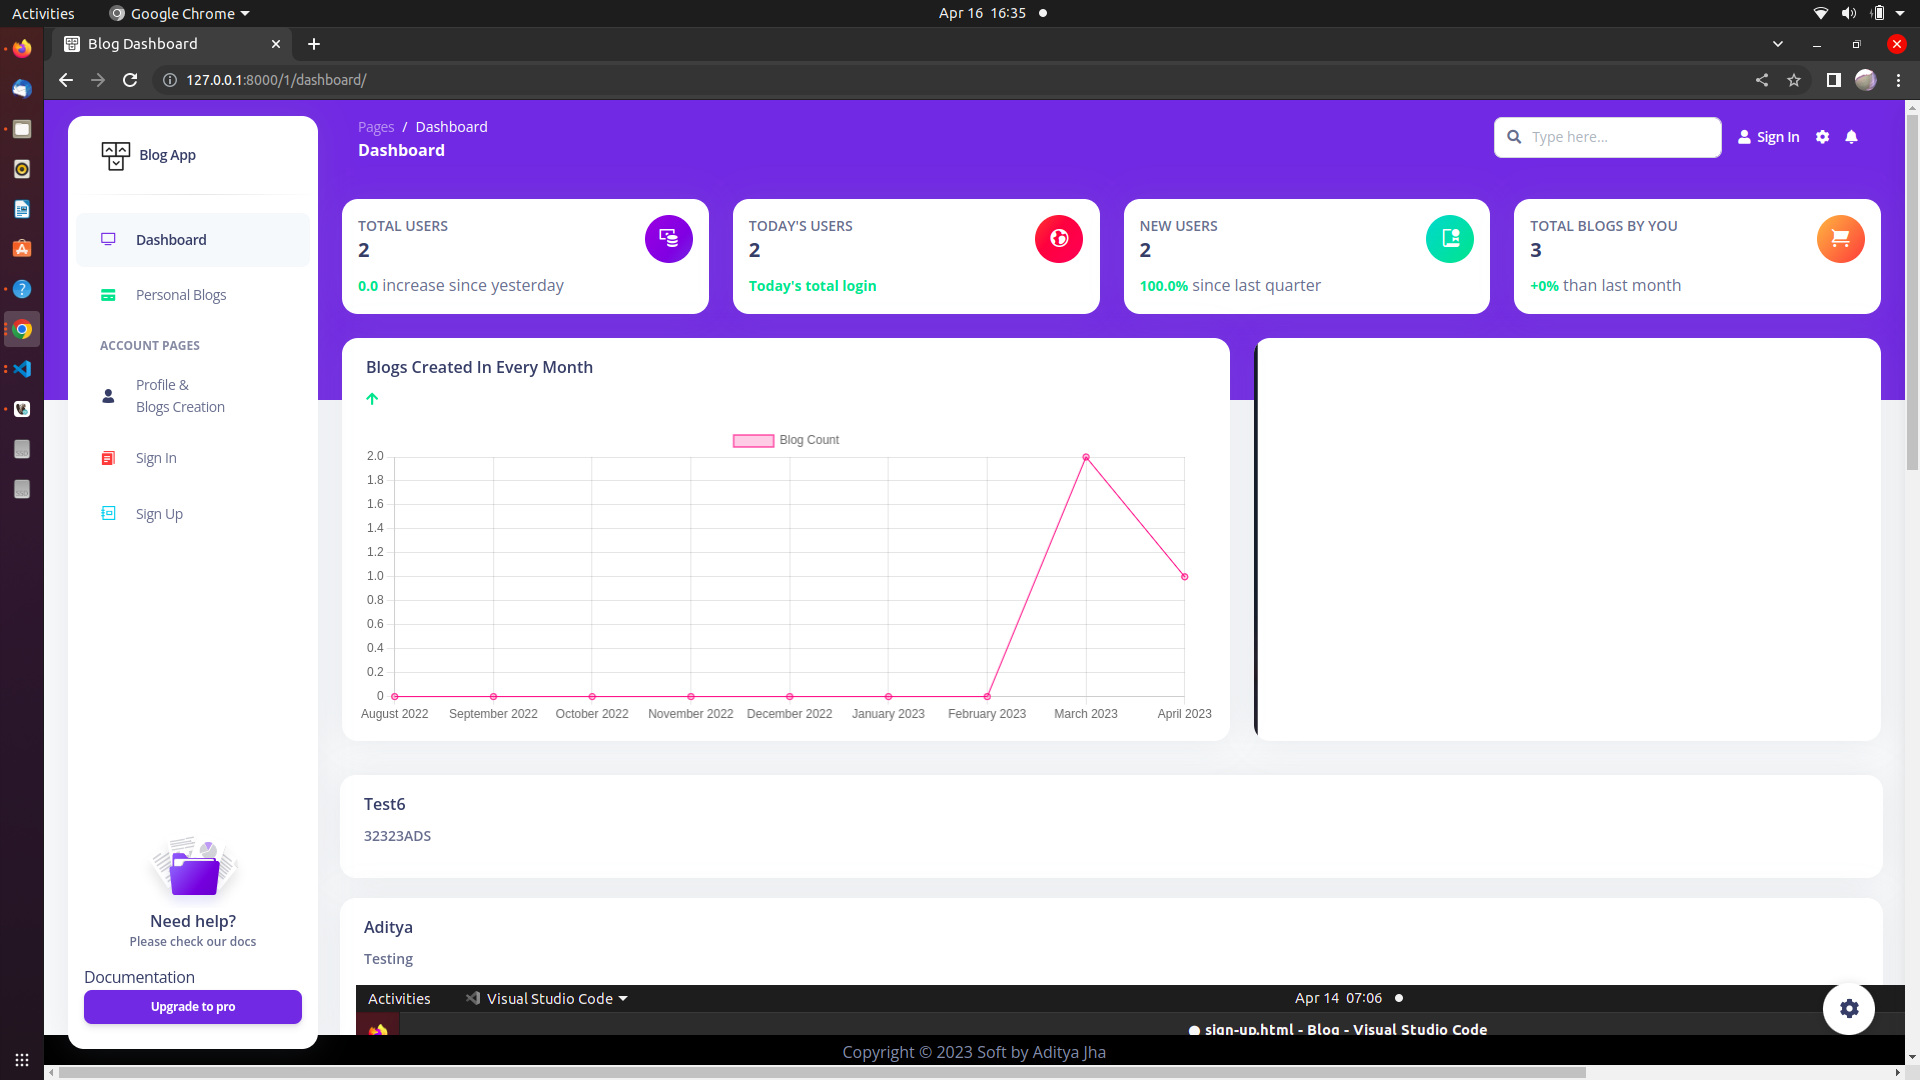 Activities
Google Chrome
Apr 16 16:35
Blog Dashboard
127.0.0.1:8000/1/dashboard/
Blog App
Dashboard
Personal Blogs
ACCOUNT PAGES
Profile &
Blogs Creation
Sign In
Sign Up
Need help?
Please check our docs
Documentation
Upgrade to pro
Pages / Dashboard
Dashboard
Type here...
Sign In
TOTAL USERS
2
0.0 increase since yesterday
TODAY'S USERS
2
Today's total login
NEW USERS
2
100.0% since last quarter
TOTAL BLOGS BY YOU
3
+0% than last month
Blogs Created In Every Month
Blog Count
2.0
1.8
1.6
1.4
1.2
1.0
0.8
0.6
0.4
0.2
0
August 2022 September 2022 October 2022 November 2022 December 2022 January 2023 February 2023 March 2023 April 2023
Test6
32323ADS
Aditya
Testing
Activities
Visual Studio Code
Apr 14 07:06
sign-up.html - Blog - Visual Studio Code
Copyright © 2023 Soft by Aditya Jha